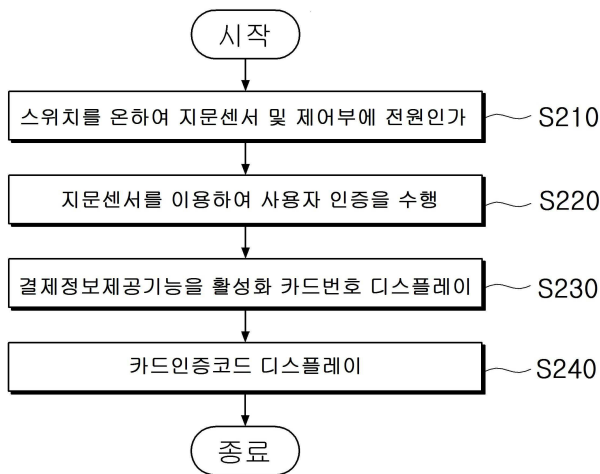 시작
스위치를 온하여 지문센서 및 제어부에 전원인가
S210
지문센서를 이용하여 사용자 인증을 수행
S220
결제정보제공기능을 활성화 카드번호 디스플레이
S230
카드인증코드 디스플레이
S240
종료